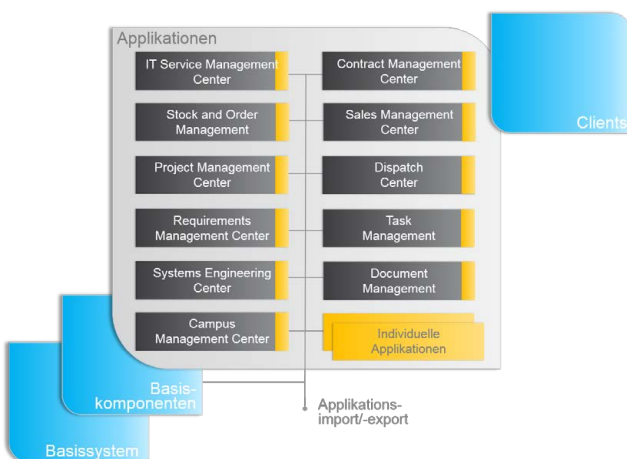 Applikationen
IT Service Management
Center
Contract Management
Center
Stock and Order
Management
Sales Management
Center
Project Management
Center
Dispatch
Center
Requirements
Management Center
Task
Management
Systems Engineering
Center
Document
Management
Campus
Management Center
Individuelle
Applikationen
Clients
Basis-
komponenten
Basissystem
Applikations-
import/-export